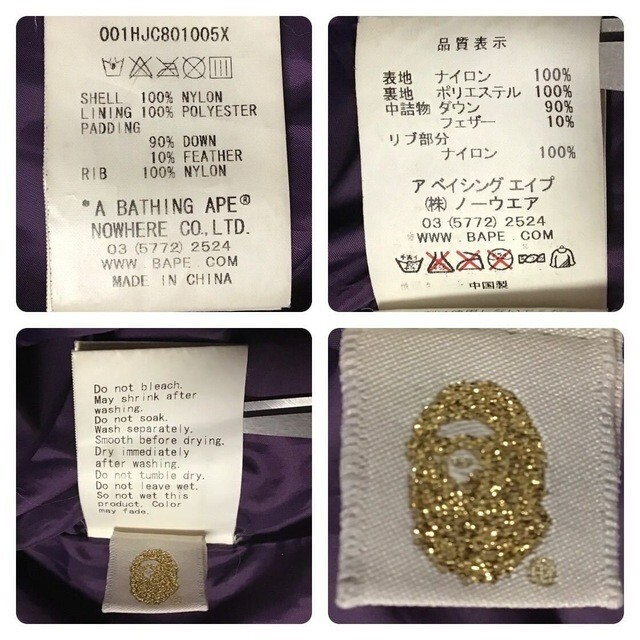 001HJC801005X
SHELL 100% NYLON
LINING 100% POLYESTER
PADDING
90% DOWN
10% FEATHER
RIB 100% NYLON
"A BATHING APE®
NOWHERE CO., LTD.
03 (5772) 2524
WWW. BAPE. COM
MADE IN CHINA
品質表示
表地 ナイロン 100%
裏地 ポリエステル 100%
中詰物 ダウン 90%
フェザー 10%
リブ部分
ナイロン 100%
ア ベイシング エイプ
(株) ノーウエア
03 (5772) 2524
WWW. BAPE. COM
中国製
Do not bleach.
May shrink after
washing.
Do not soak.
Wash separately.
Smooth before drying.
Dry immediately
after washing.
Do not tumble dry.
Do not leave wet.
So not wet this
product. Color
may fade.
®